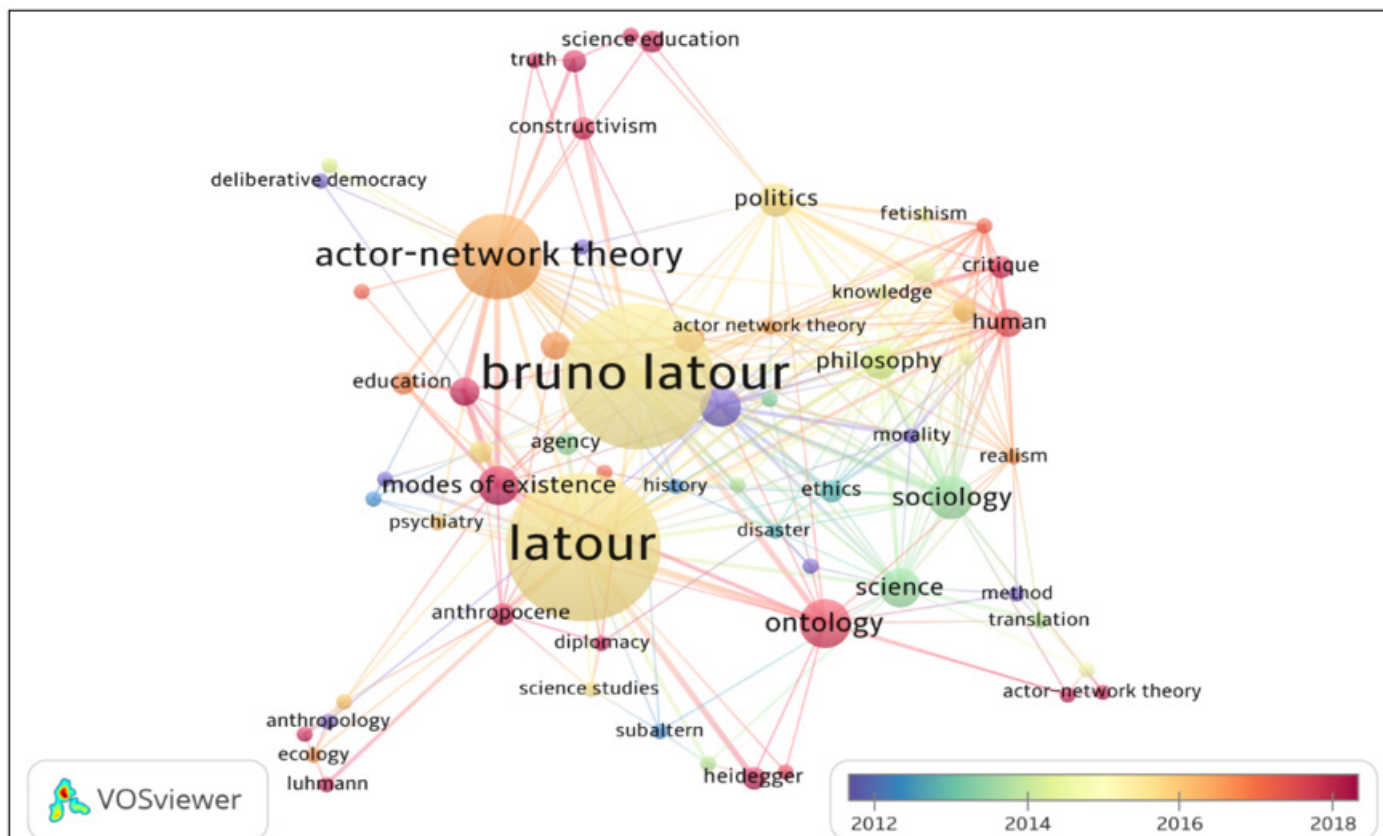 science education
truth
constructivism
deliberative democracy
politics
fetishism
actor-network theory
critique
knowledge
actor network theory
human
bruno latour
philosophy
education
agency
morality
realism
modes of existence
history
ethics
sociology
psychiatry
disaster
latour
science
method
anthropocene
ontology
translation
diplomacy
science studies
actor-network theory
anthropology
subaltern
ecology
heidegger
luhmann
VOSviewer
2012
2014
2016
2018